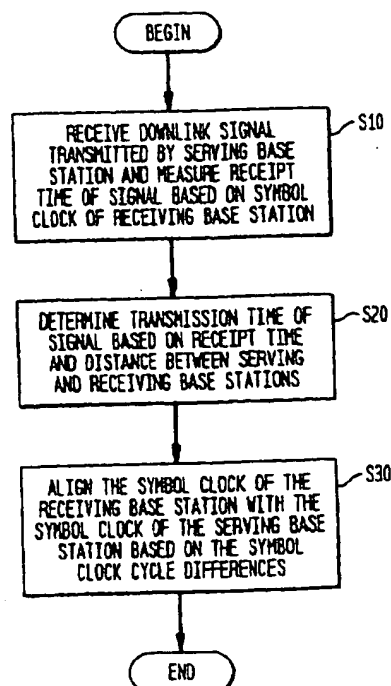 BEGIN
S10
RECEIVE DOWNLINK SIGNAL
TRANSMITTED BY SERVING BASE
STATION AND MEASURE RECEIPT
TIME OF SIGNAL BASED ON SYMBOL
CLOCK OF RECEIVING BASE STATION
S20
DETERMINE TRANSMISSION TIME OF
SIGNAL BASED ON RECEIPT TIME
AND DISTANCE BETWEEN SERVING
AND RECEIVING BASE STATIONS
S30
ALIGN THE SYMBOL CLOCK OF THE
RECEIVING BASE STATION WITH THE
SYMBOL CLOCK OF THE SERVING BASE
STATION BASED ON THE SYMBOL
CLOCK CYCLE DIFFERENCES
END